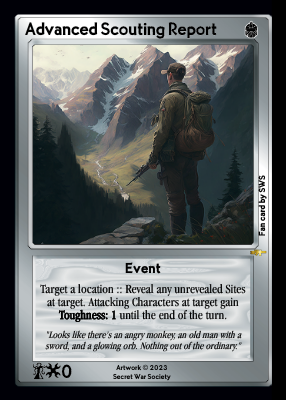 Advanced Scouting Report
Fan card by SWS
Event
Target a location :: Reveal any unrevealed Sites
at target. Attacking Characters at target gain
Toughness: 1 until the end of the turn.
"Looks like there's an angry monkey, an old man with a
sword, and a glowing orb. Nothing out of the ordinary."
0
Artwork © 2023
Secret War Society